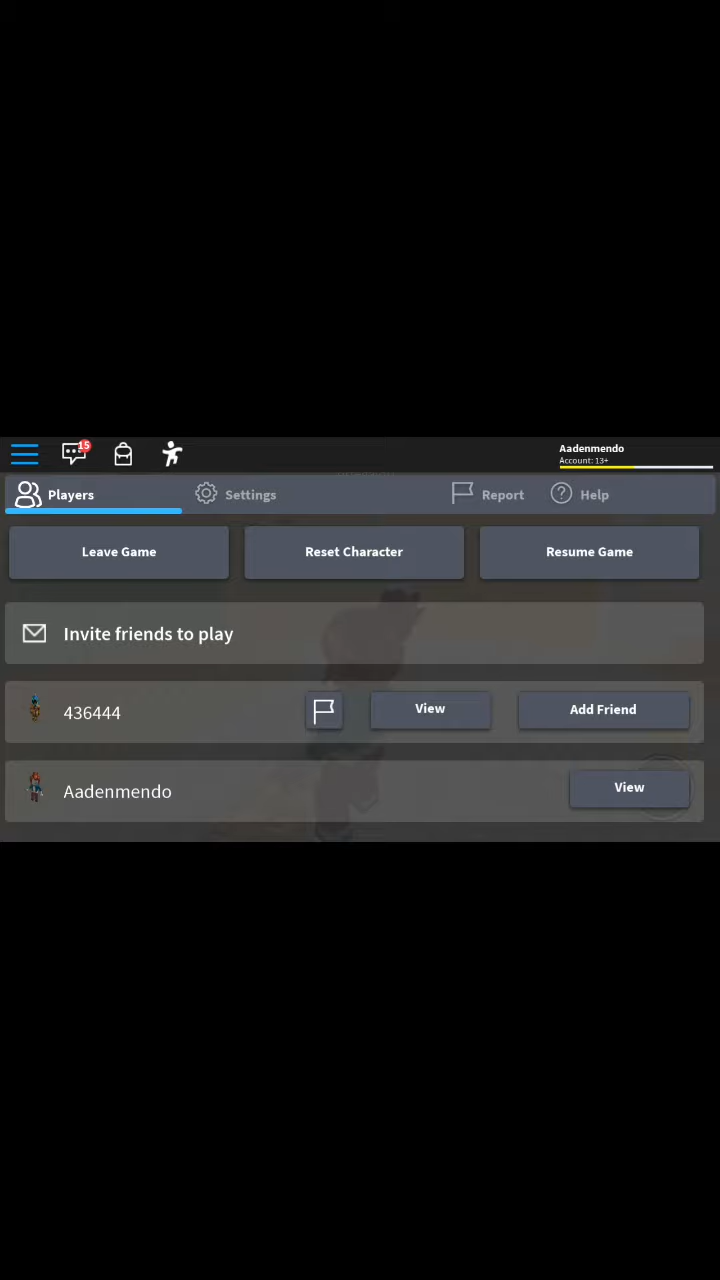 15
Aadenmendo
Account: 13+
Players
Settings
Report
Help
Leave Game
Reset Character
Resume Game
Invite friends to play
436444
View
Add Friend
Aadenmendo
View